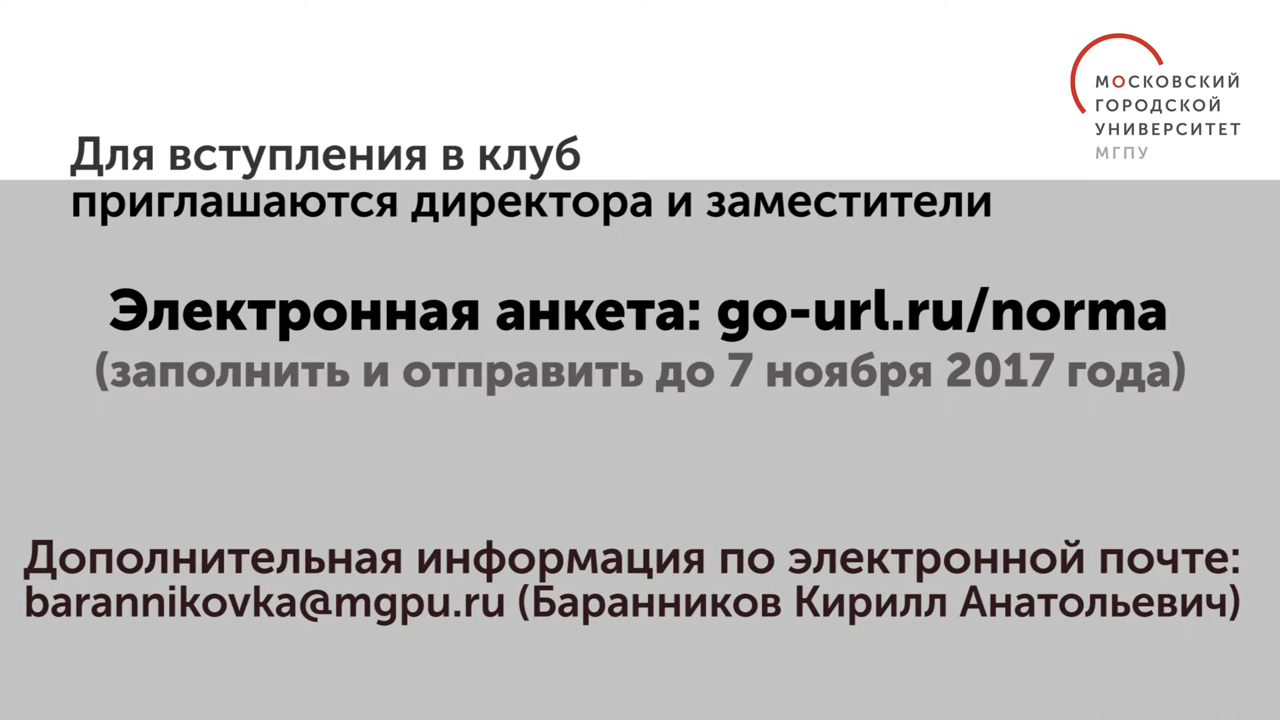 МОСКОВСКИЙ
ГОРОДСКОЙ
УНИВЕРСИТЕТ
МГПУ
Для вступления в клуб
приглашаются директора и заместители
Электронная анкета: go-url.ru/norma
(заполнить и отправить до 7 ноября 2017 года)
Дополнительная информация по электронной почте:
barannikovka@mgpu.ru (Баранников Кирилл Анатольевич)